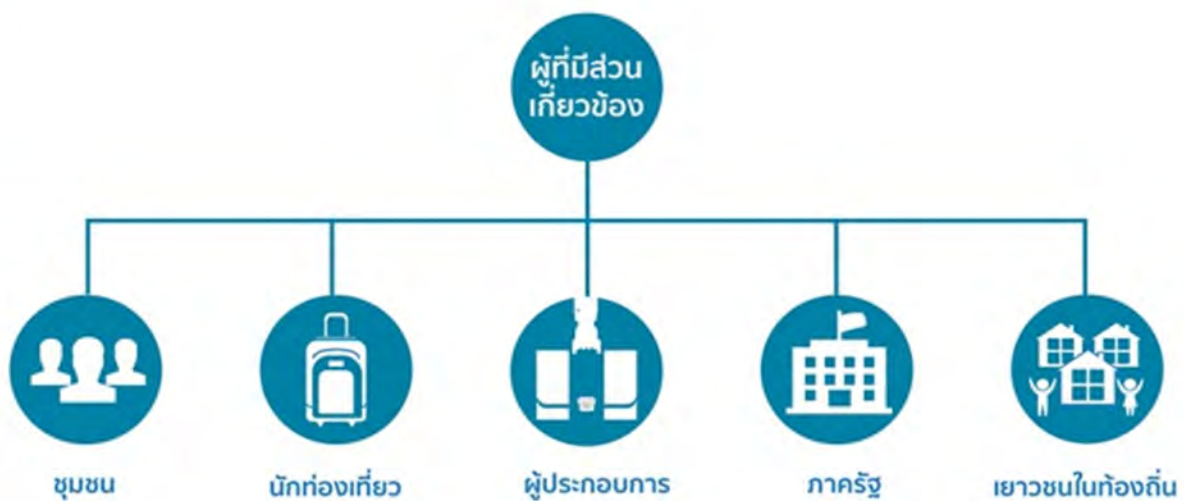 ผู้ที่มีส่วน
เกี่ยวข้อง
ชุมชน
นักท่องเที่ยว
ผู้ประกอบการ
ภาครัฐ
เยาวชนในท้องถิ่น